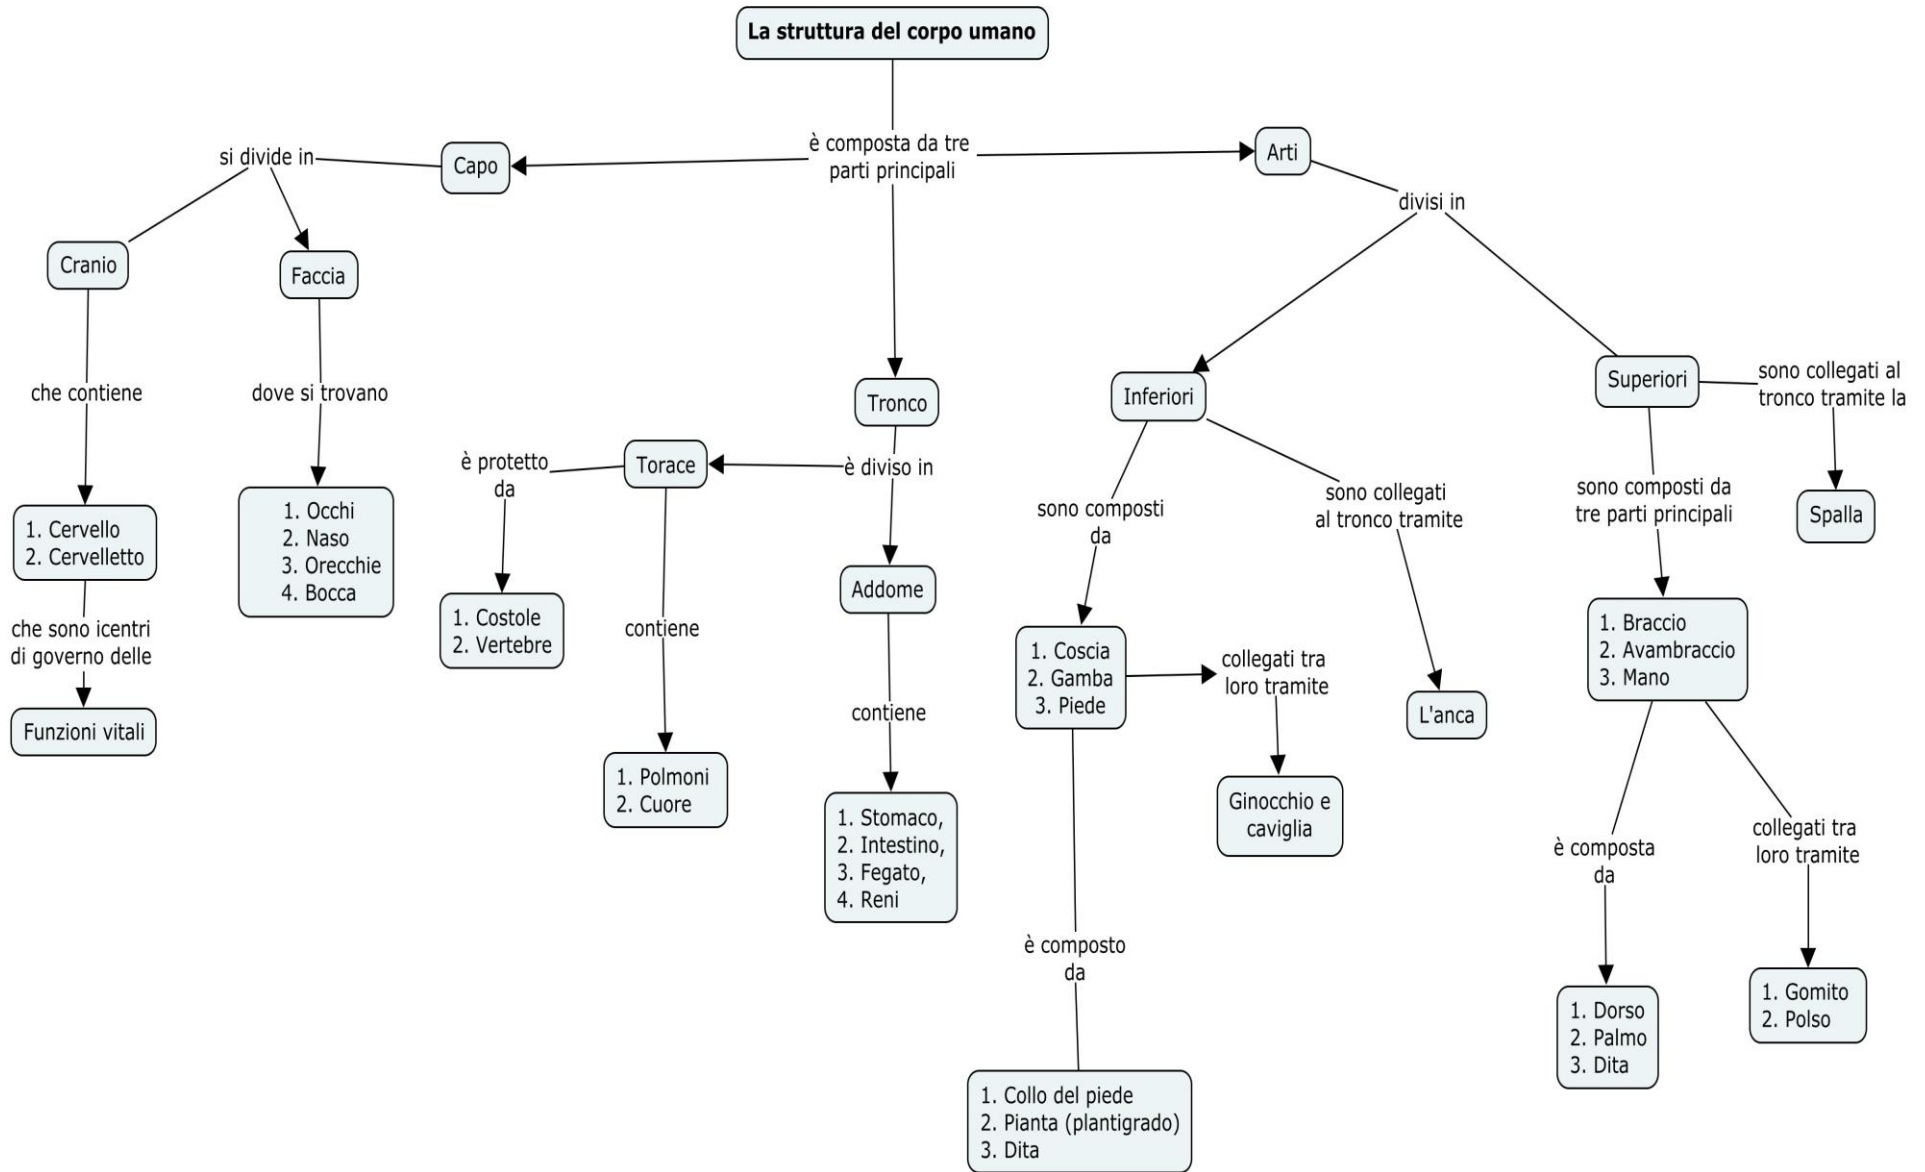 La struttura del corpo umano
è composta da tre
parti principali
Capo
si divide in
Cranio
che contiene
1. Cervello
2. Cervelletto
che sono icentri
di governo delle
Funzioni vitali
Faccia
dove si trovano
1. Occhi
2. Naso
3. Orecchie
4. Bocca
Tronco
è diviso in
Torace
è protetto
da
1. Costole
2. Vertebre
contiene
1. Polmoni
2. Cuore
Addome
contiene
1. Stomaco,
2. Intestino,
3. Fegato,
4. Reni
Arti
divisi in
Inferiori
sono composti
da
1. Coscia
2. Gamba
3. Piede
collegati tra
loro tramite
Ginocchio e
caviglia
è composto
da
1. Collo del piede
2. Pianta (plantigrado)
3. Dita
sono collegati
al tronco tramite
L'anca
Superiori
sono collegati al
tronco tramite la
Spalla
sono composti da
tre parti principali
1. Braccio
2. Avambraccio
3. Mano
è composta
da
1. Dorso
2. Palmo
3. Dita
collegati tra
loro tramite
1. Gomito
2. Polso